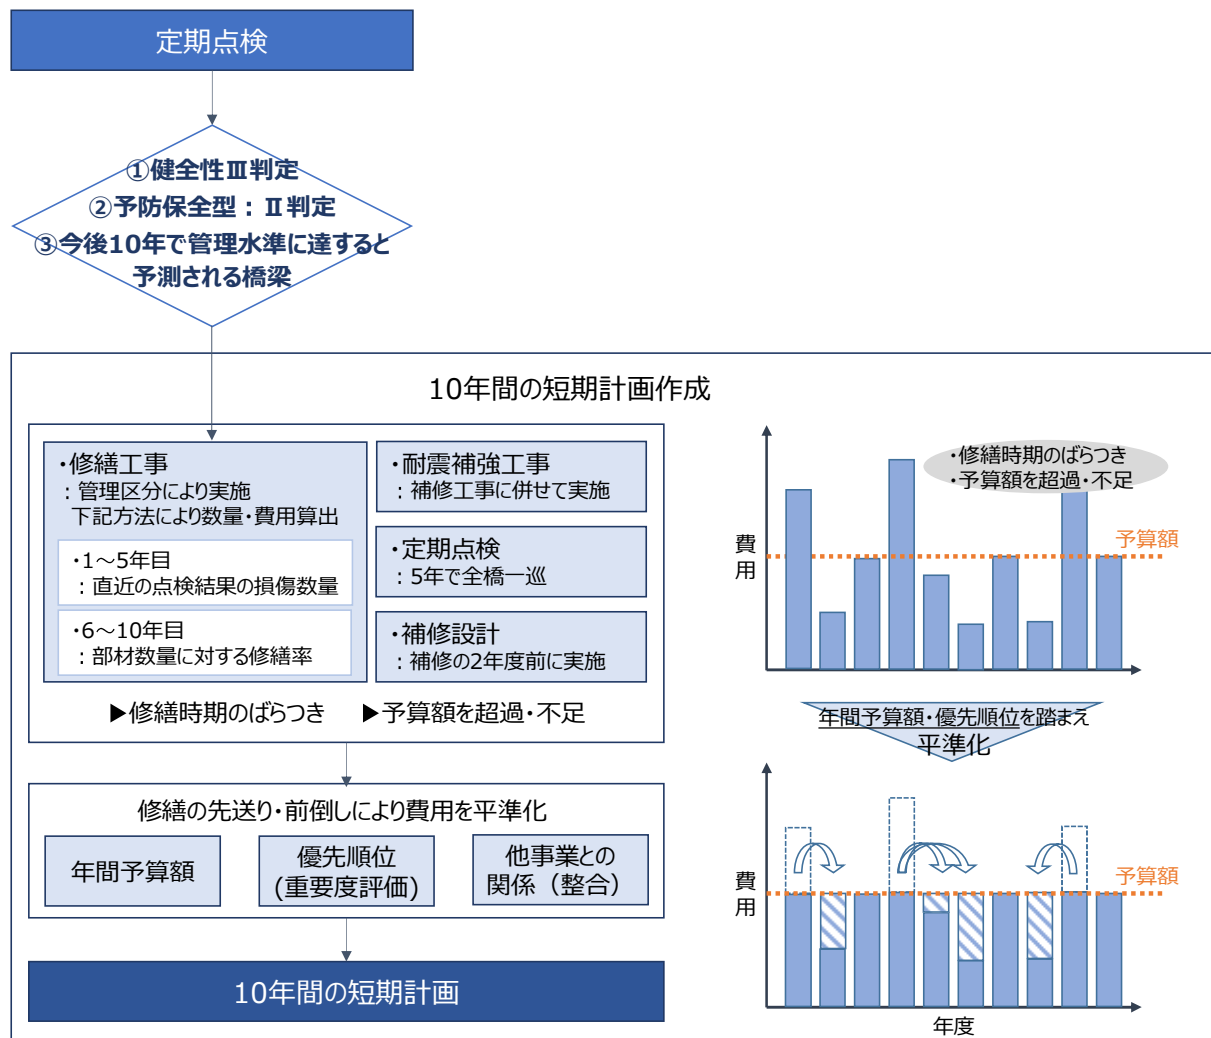 定期点検
①健全性Ⅲ判定
②予防保全型：Ⅱ判定
③今後10年で管理水準に達すると
予測される橋梁
10年間の短期計画作成
・修繕工事
：管理区分により実施
下記方法により数量・費用算出
・1～5年目
：直近の点検結果の損傷数量
・6～10年目
：部材数量に対する修繕率
・耐震補強工事
：補修工事に併せて実施
・定期点検
：5年で全橋一巡
・補修設計
：補修の2年度前に実施
▶修繕時期のばらつき ▶予算額を超過・不足
修繕の先送り・前倒しにより費用を平準化
年間予算額
優先順位
(重要度評価)
他事業との
関係（整合）
10年間の短期計画
・修繕時期のばらつき
・予算額を超過・不足
予算額
費用
年間予算額・優先順位を踏まえ
平準化
予算額
費用
年度